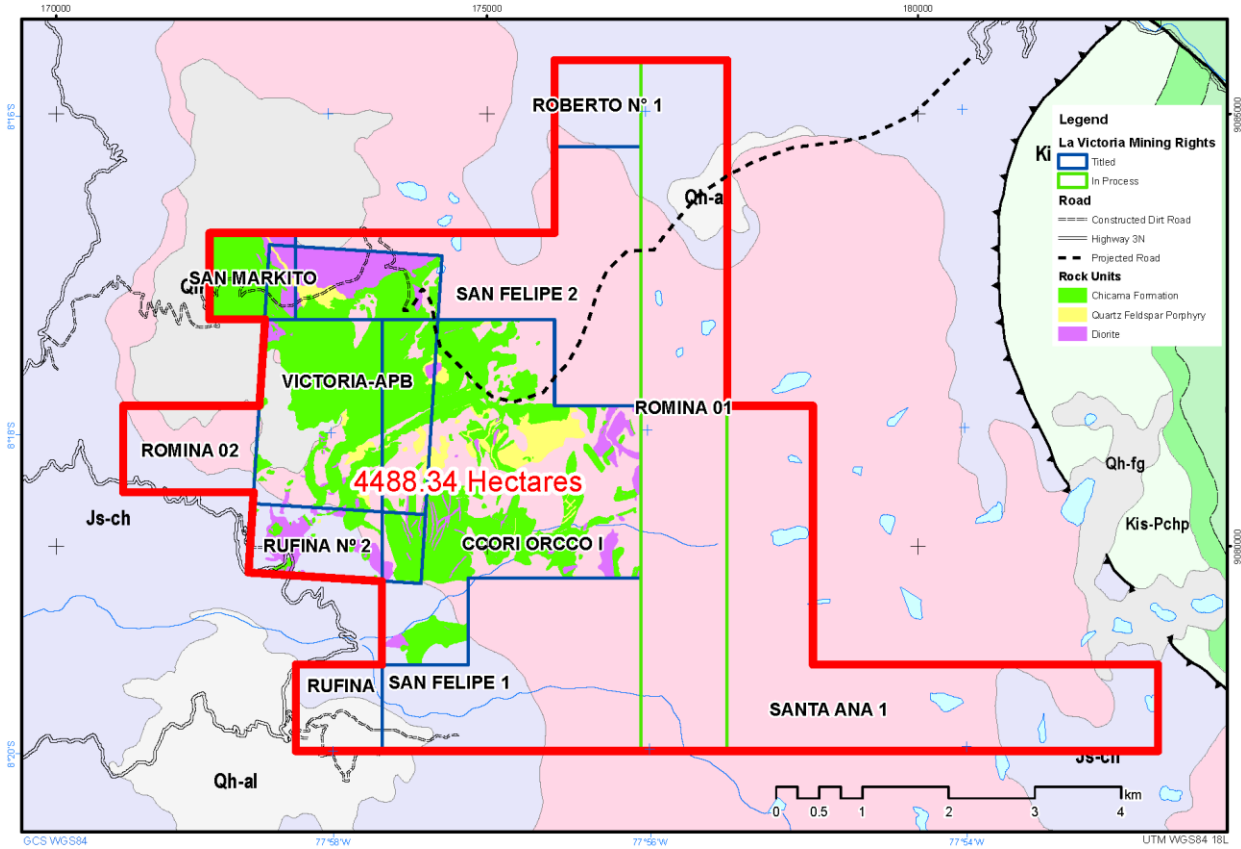 170000
175000
180000
8°16'S
9085000
ROBERTO N° 1
Legend
La Victoria Mining Rights
Titled
In Process
Road
Constructed Dirt Road
Highway 3N
Projected Road
Rock Units
Chicama Formation
Quartz Feldspar Porphyry
Diorite
Ki
Qh-a
SAN MARKITO
SAN FELIPE 2
VICTORIA-APB
ROMINA 01
8°18'S
ROMINA 02
Qh-fg
4488.34 Hectares
Js-ch
Kis-Pchp
RUFINA Nº 2
CCORI ORCCO I
9080000
RUFINA
SAN FELIPE 1
SANTA ANA 1
8°20'S
Js-ch
Qh-al
km
0
0.5
1
2
3
4
GCS WGS84
77°58'W
77°56'W
77°54'W
UTM WGS84 18L